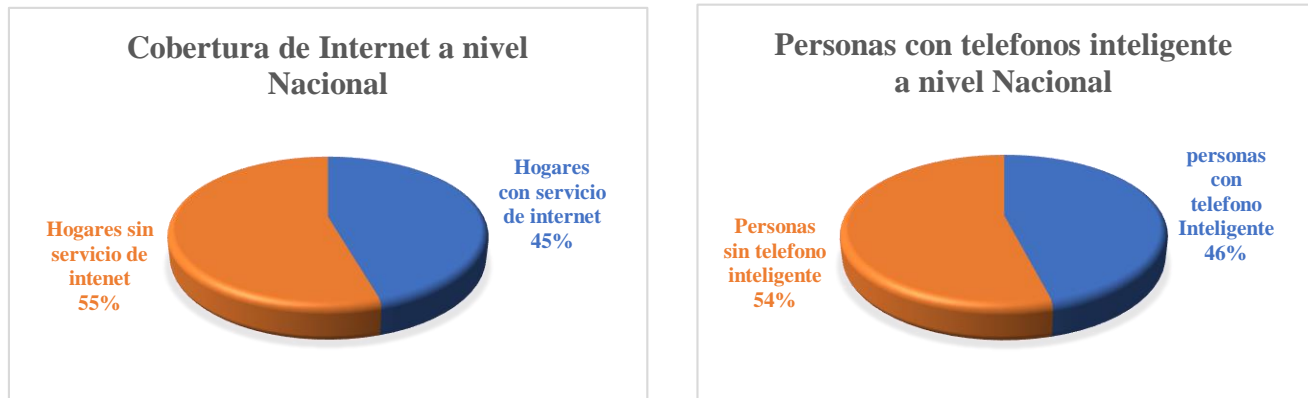 Cobertura de Internet a nivel
Nacional
Hogares
con servicio
de internet
45%
Hogares sin
servicio de
intenet
55%
Personas con telefonos inteligente
a nivel Nacional
personas
con
telefono
Inteligente
46%
Personas
sin telefono
inteligente
54%